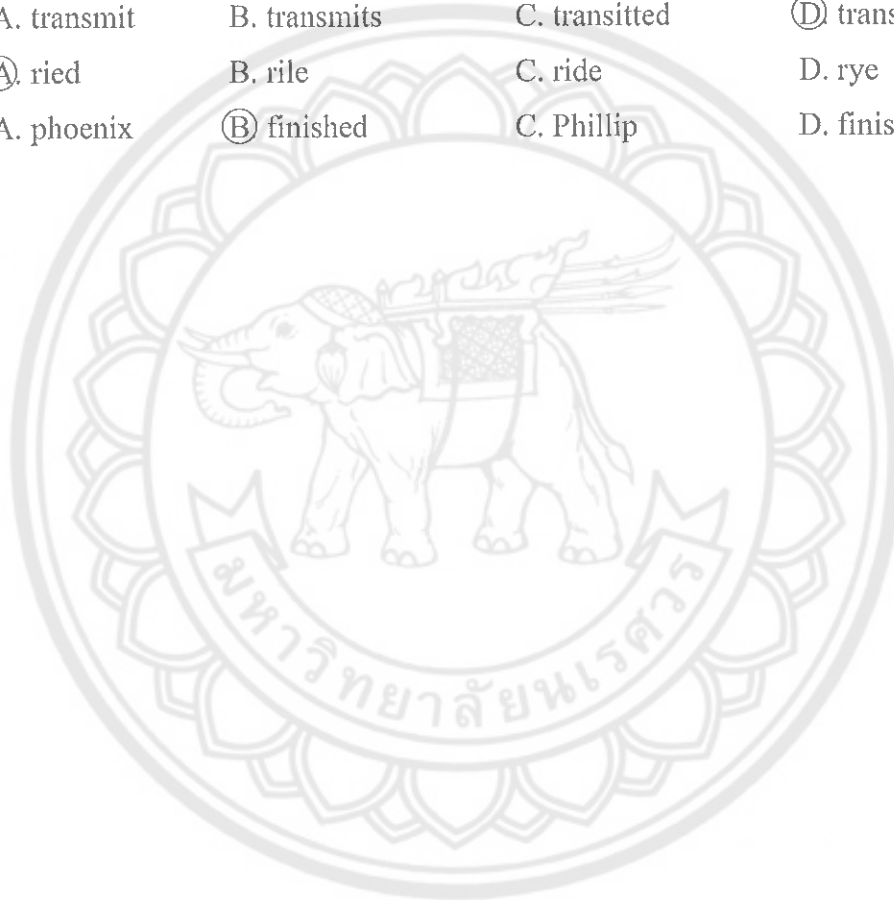 A. transmit B. transmits C. transitted D. trans
A. ried B. rile C. ride D. rye
A. phoenix B. finished C. Phillip D. finis
มหาวิทยาลัยนเรศวร